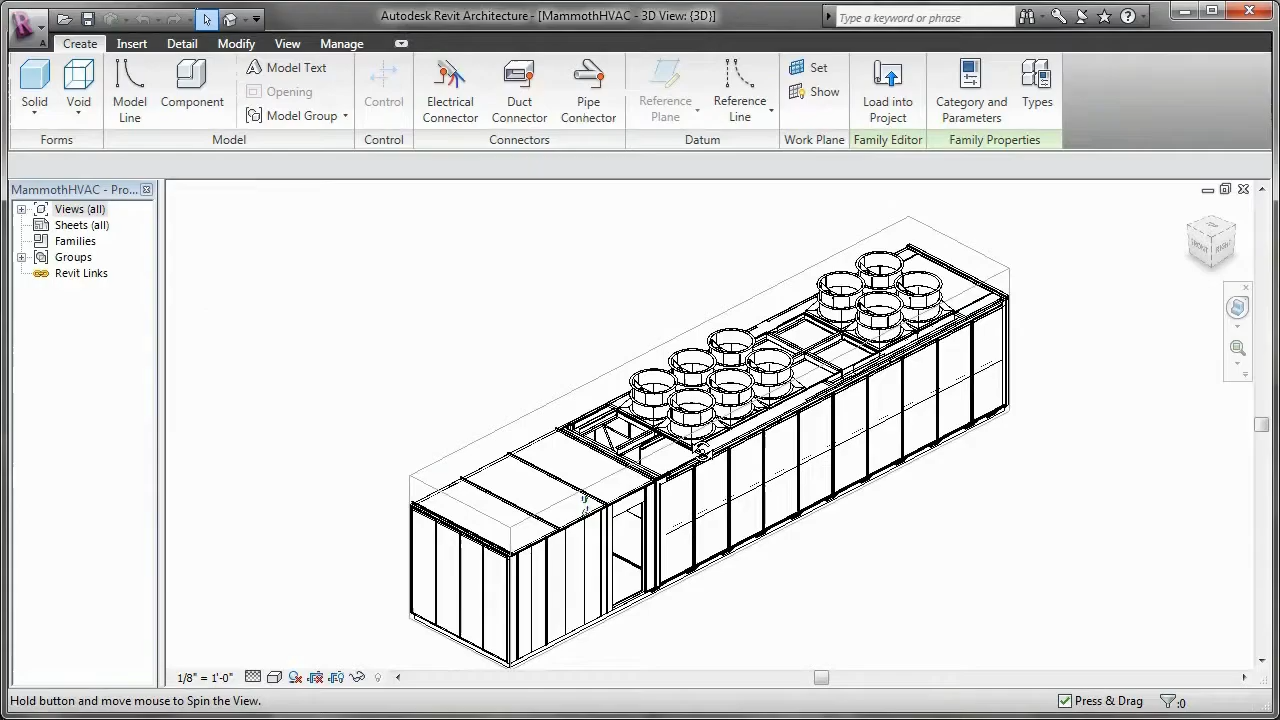 Autodesk Revit Architecture - [MammothHVAC - 3D View: {3D}]
Type a keyword or phrase
Create Insert Detail Modify View Manage
Solid
Void
Model Line
Component
Model Text
Opening
Model Group
Control
Electrical Connector
Duct Connector
Pipe Connector
Reference Plane
Reference Line
Set
Show
Load into Project
Category and Parameters
Types
Forms Model Control Connectors Datum Work Plane Family Editor Family Properties
MammothHVAC - Pro...
Views (all)
Sheets (all)
Families
Groups
Revit Links
1/8" = 1'-0"
Hold button and move mouse to Spin the View.
Press & Drag
:0